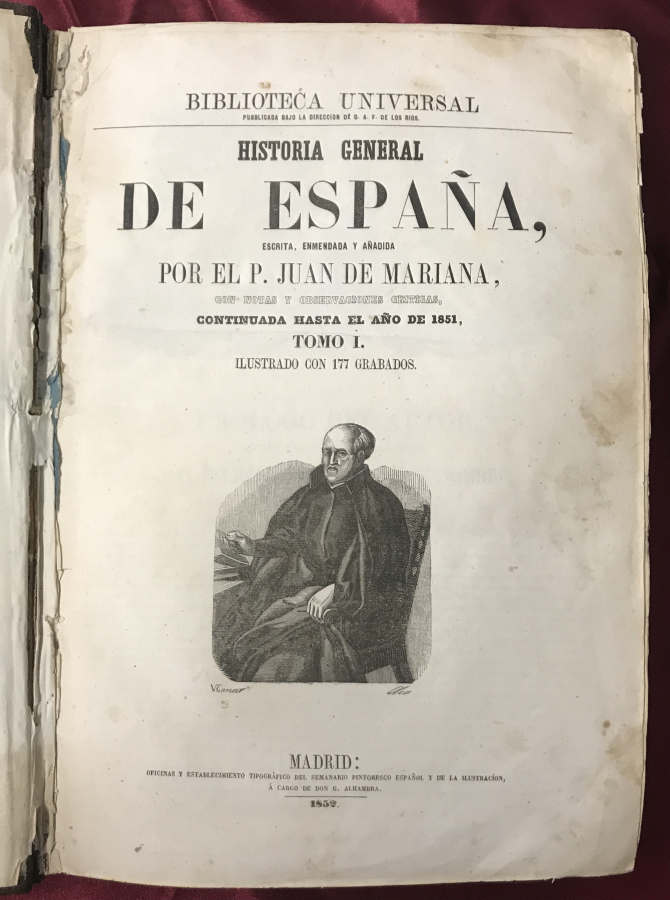 BIBLIOTECA UNIVERSAL
PUBBLICADA BAJO LA DIRECCION DE D. A. F. DE LOS RIOS.
HISTORIA GENERAL
DE ESPAÑA,
ESCRITA, ENMENDADA Y AÑADIDA
POR EL P. JUAN DE MARIANA,
CON NOTAS Y OBSERVACIONES CRITICAS,
CONTINUADA HASTA EL AÑO DE 1851,
TOMO I.
ILUSTRADO CON 177 GRABADOS.
MADRID:
OFICINAS Y ESTABLECIMIENTO TIPOGRÁFICO DEL SEMANARIO PINTORESCO ESPAÑOL Y DE LA ILUSTRACION,
Á CARGO DE DON G. ALHAMBRA.
1852.